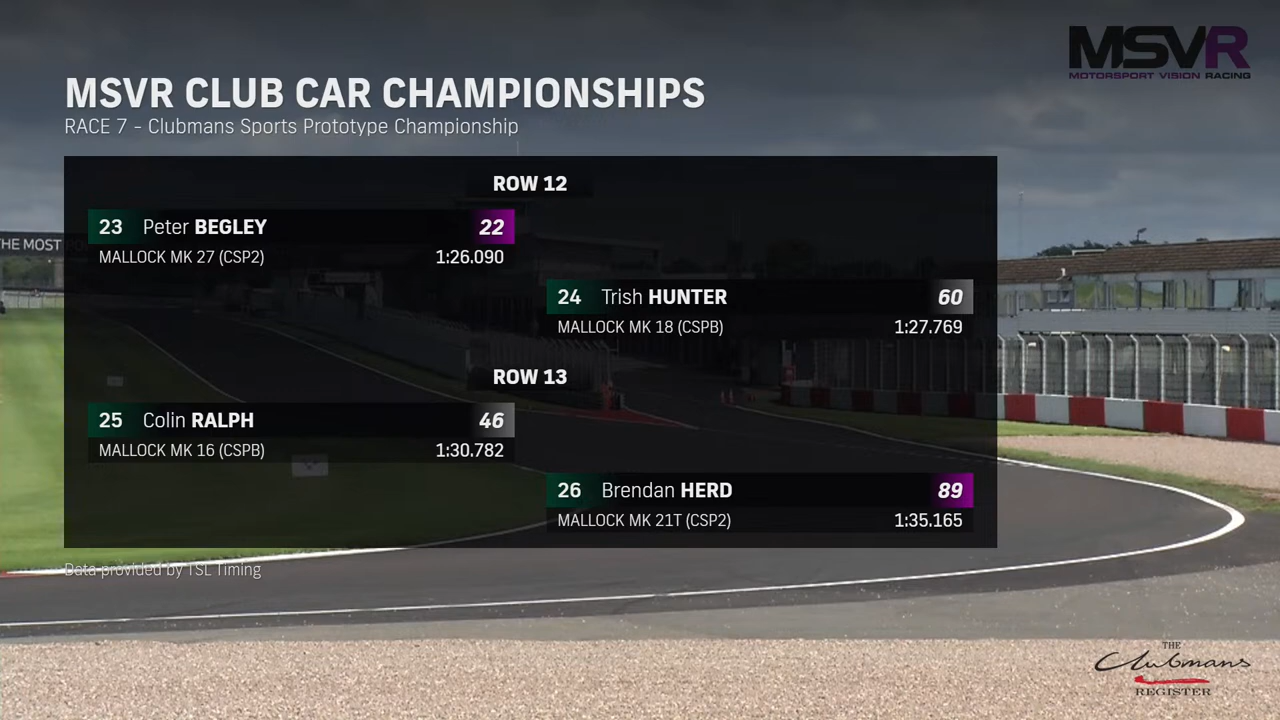 MSVR
MOTORSPORT VISION RACING
MSVR CLUB CAR CHAMPIONSHIPS
RACE 7 - Clubmans Sports Prototype Championship
ROW 12
23 Peter BEGLEY 22
MALLOCK MK 27 (CSP2) 1:26.090
THE MOST
24 Trish HUNTER 60
MALLOCK MK 18 (CSPB) 1:27.769
ROW 13
25 Colin RALPH 46
MALLOCK MK 16 (CSPB) 1:30.782
26 Brendan HERD 89
MALLOCK MK 21T (CSP2) 1:35.165
Data provided by TSL Timing
THE
Clubmans
REGISTER